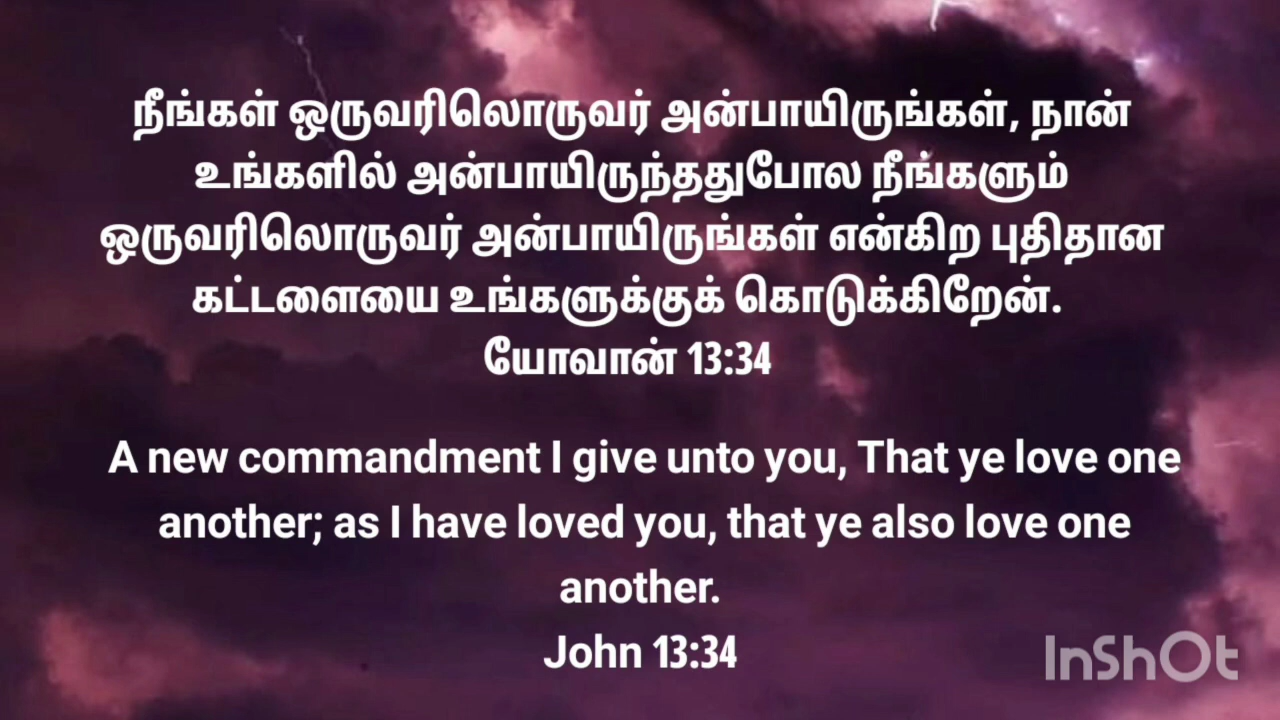 நீங்கள் ஒருவரிலொருவர் அன்பாயிருங்கள், நான்
உங்களில் அன்பாயிருந்ததுபோல நீங்களும்
ஒருவரிலொருவர் அன்பாயிருங்கள் என்கிற புதிதான
கட்டளையை உங்களுக்குக் கொடுக்கிறேன்.
யோவான் 13:34
A new commandment I give unto you, That ye love one
another; as I have loved you, that ye also love one
another.
John 13:34
InShOt